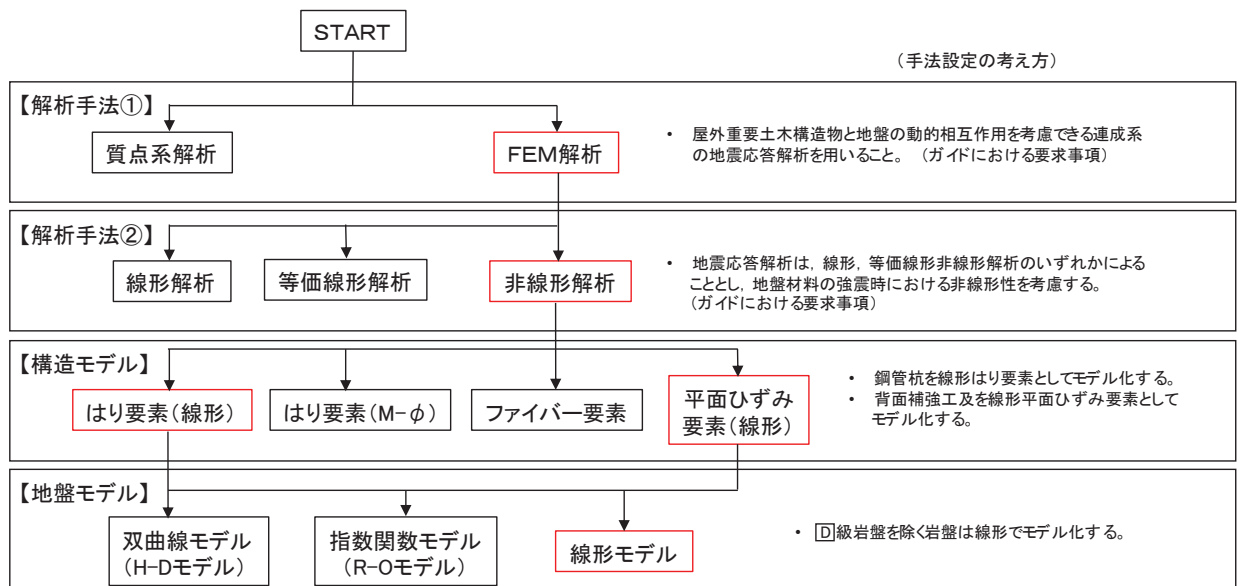 START
(手法設定の考え方)
【解析手法①】
質点系解析
FEM解析
・ 屋外重要土木構造物と地盤の動的相互作用を考慮できる連成系
の地震応答解析を用いること。 (ガイドにおける要求事項)
【解析手法②】
線形解析
等価線形解析
非線形解析
・ 地震応答解析は, 線形, 等価線形非線形解析のいずれかによる
こととし, 地盤材料の強震時における非線形性を考慮する。
(ガイドにおける要求事項)
【構造モデル】
はり要素(線形)
はり要素(M-φ)
ファイバー要素
平面ひずみ
要素(線形)
・ 鋼管杭を線形はり要素としてモデル化する。
・ 背面補強工及を線形平面ひずみ要素として
モデル化する。
【地盤モデル】
双曲線モデル
(H-Dモデル)
指数関数モデル
(R-Oモデル)
線形モデル
・ D級岩盤を除く岩盤は線形でモデル化する。